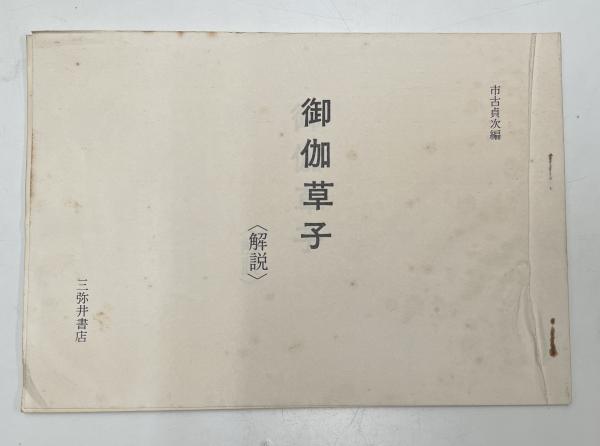 市古貞次編
御伽草子
〈解説〉
三弥井書店